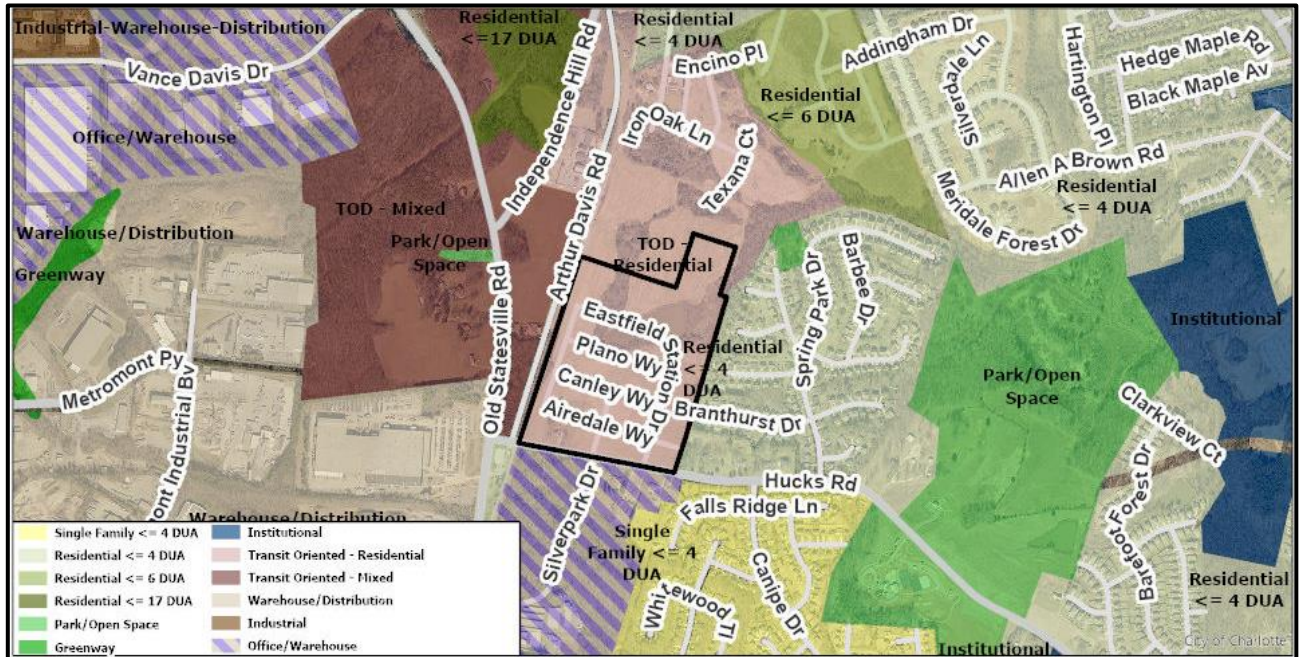 Industrial-Warehouse-Distribution
Vance Davis Dr
Residential
<=17 DUA
Independence Hill Rd
Residential
<= 4 DUA
Encino Pl
Addingham Dr
Silverdale Ln
Hartington Pl
Hedge Maple Rd
Black Maple Av
Office/Warehouse
Iron Oak Ln
Residential
<= 6 DUA
Texana Ct
Allen A Brown Rd
Residential
<= 4 DUA
Meridale Forest Dr
TOD - Mixed
Warehouse/Distribution
Park/Open
Space
Arthur Davis Rd
TOD -
Residential
Spring Park Dr
Barbee Dr
Greenway
Old Statesville Rd
Eastfield Station Dr
Plano Wy
Canley Wy
Airedale Wy
Residential
<= 4
DUA
Branthurst Dr
Institutional
Park/Open
Space
Metromont Py
Metromont Industrial Bv
Clarkview Ct
Barefoot Forest Dr
Hucks Rd
Falls Ridge Ln
Silverpark Dr
Single
Family <= 4
DUA
Canipe Dr
Warehouse/Distribution
Residential
<= 4 DUA
Institutional
City of Charlotte
Single Family <= 4 DUA
Residential <= 4 DUA
Residential <= 6 DUA
Residential <= 17 DUA
Park/Open Space
Greenway
Institutional
Transit Oriented - Residential
Transit Oriented - Mixed
Warehouse/Distribution
Industrial
Office/Warehouse